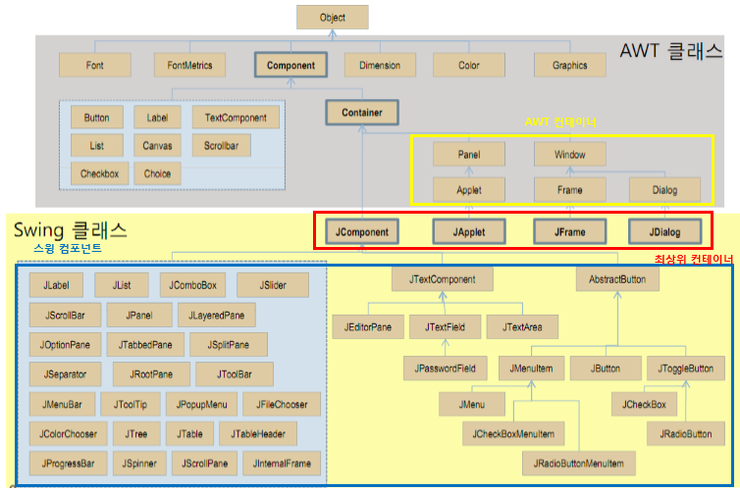 Object
AWT 클래스
Font
FontMetrics
Component
Dimension
Color
Graphics
Button
Label
TextComponent
List
Canvas
Scrollbar
Checkbox
Choice
Container
AWT 컨테이너
Panel
Window
Applet
Frame
Dialog
Swing 클래스
JComponent
JApplet
JFrame
JDialog
스윙 컴포넌트
최상위 컨테이너
JLabel
JList
JComboBox
JSlider
JScrollBar
JPanel
JLayeredPane
JOptionPane
JTabbedPane
JSplitPane
JSeparator
JRootPane
JToolBar
JMenuBar
JToolTip
JPopupMenu
JFileChooser
JColorChooser
JTree
JTable
JTableHeader
JProgressBar
JSpinner
JScrollPane
JInternalFrame
JTextComponent
AbstractButton
JEditorPane
JTextField
JTextArea
JPasswordField
JMenuItem
JButton
JToggleButton
JMenu
JCheckBox
JCheckBoxMenuItem
JRadioButton
JRadioButtonMenuItem